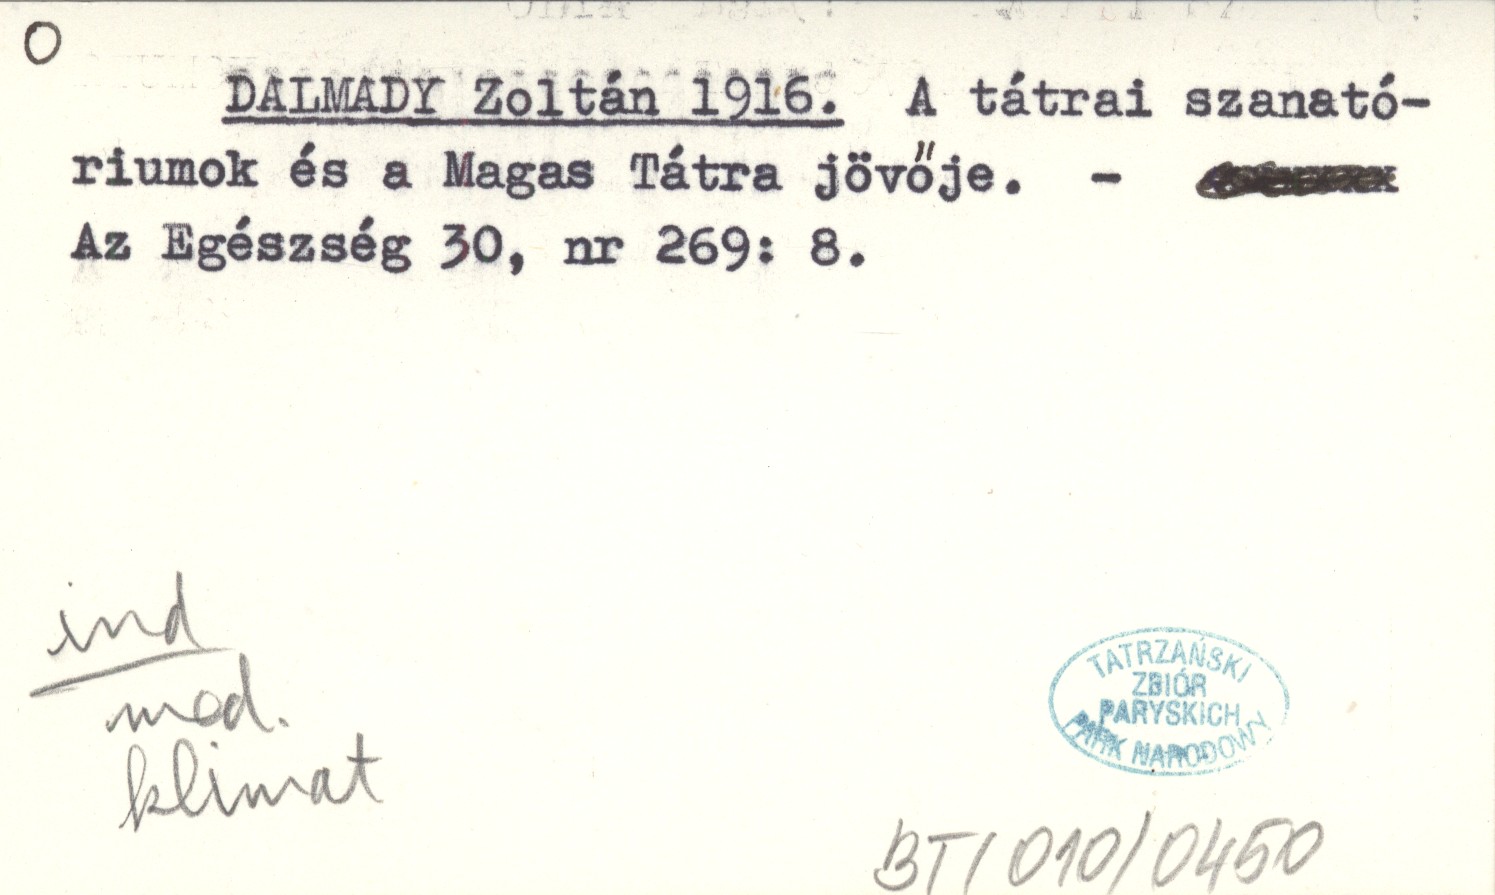 O
DALMADY Zoltán 1916. A tátrai szanató-
riumok és a Magas Tátra jövője. -
Az Egészség 30, nr 269: 8.
ind
med.
klimat
TATRZAŃSKI
ZBIÓR
PARYSKICH
PARK NARODOWY
BT/010/0450